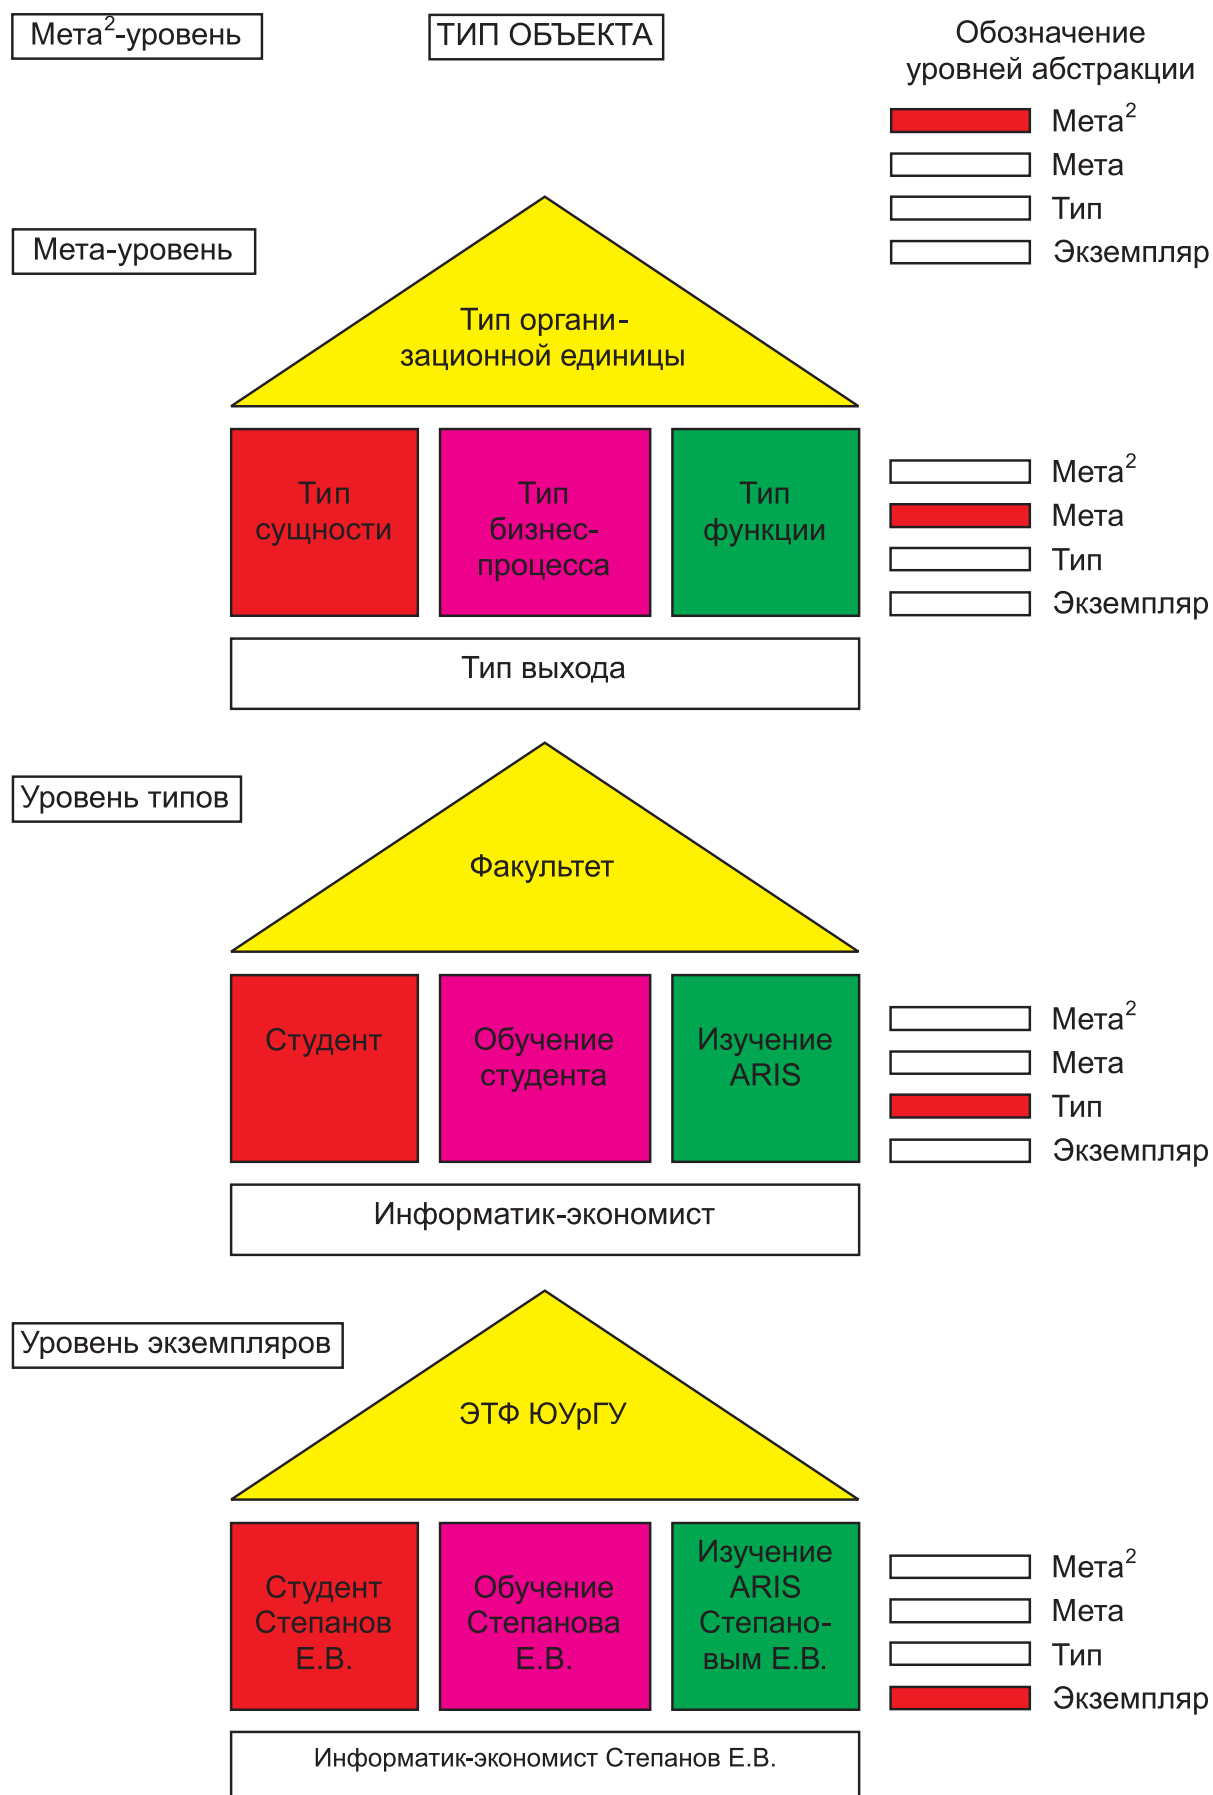 Мета²-уровень
ТИП ОБЪЕКТА
Обозначение
уровней абстракции
Мета²
Мета
Тип
Экземпляр
Мета-уровень
Тип органи-
зационной единицы
Тип
сущности
Тип
бизнес-
процесса
Тип
функции
Мета²
Мета
Тип
Экземпляр
Тип выхода
Уровень типов
Факультет
Студент
Обучение
студента
Изучение
ARIS
Мета²
Мета
Тип
Экземпляр
Информатик-экономист
Уровень экземпляров
ЭТФ ЮУрГУ
Студент
Степанов
Е.В.
Обучение
Степанова
Е.В.
Изучение
ARIS
Степано-
вым Е.В.
Мета²
Мета
Тип
Экземпляр
Информатик-экономист Степанов Е.В.